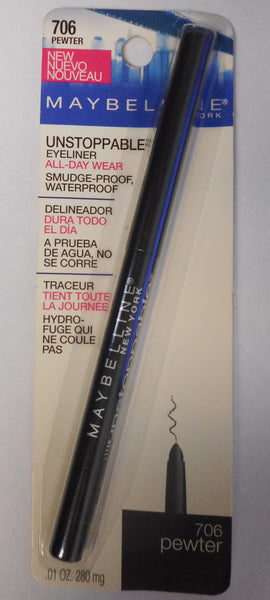 706
PEWTER
NEW
NUEVO
NOUVEAU
MAYBELLINE
YORK
UNSTOPPABLE
EYELINER
ALL-DAY WEAR
SMUDGE-PROOF,
WATERPROOF
DELINEADOR
DURA TODO
EL DÍA
A PRUEBA
DE AGUA, NO
SE CORRE
TRACEUR
TIENT TOUTE
LA JOURNÉE
HYDRO-
FUGE QUI
NE COULE
PAS
MAYBELLINE
NEW YORK
706
pewter
.01 OZ. 280 mg